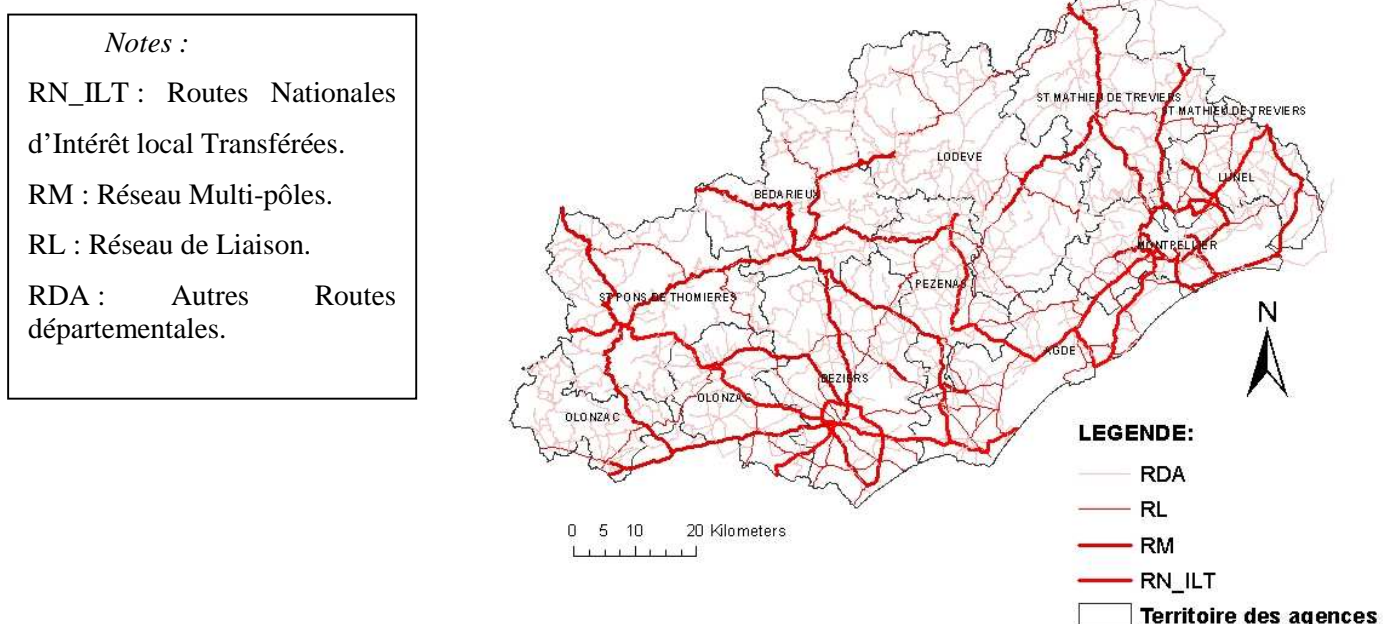 Notes :
RN_ILT : Routes Nationales
d'Intérêt local Transférées.
RM : Réseau Multi-pôles.
RL : Réseau de Liaison.
RDA : Autres Routes
départementales.
ST MATHIEU DE TREVIERS
ST MATHIEU DE TREVIERS
LODEVE
LUNEL
BEDARIEUX
MONTPELLIER
PEZENAS
ST PONS DE THOMIERES
AGDE
BEZIERS
OLONZAC
OLONZAC
N
0 5 10 20 Kilometers
LEGENDE:
RDA
RL
RM
RN_ILT
Territoire des agences